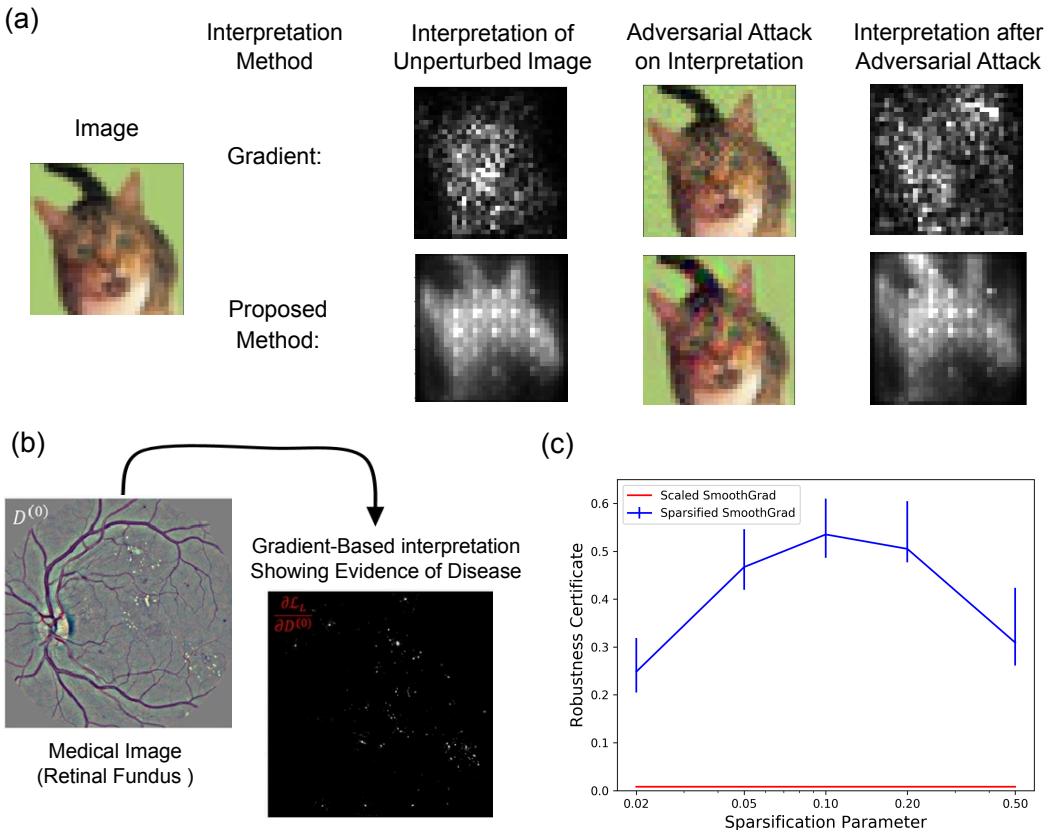 (a)
Interpretation
Method
Interpretation of
Unperturbed Image
Adversarial Attack
on Interpretation
Interpretation after
Adversarial Attack
Image
Gradient:
Proposed
Method:
(b)
D^(0)
Gradient-Based interpretation
Showing Evidence of Disease
∂ℒ_L
∂D^(0)
Medical Image
(Retinal Fundus )
(c)
Scaled SmoothGrad
Sparsified SmoothGrad
Robustness Certificate
0.6
0.5
0.4
0.3
0.2
0.1
0.0
0.02
0.05
0.10
0.20
0.50
Sparsification Parameter